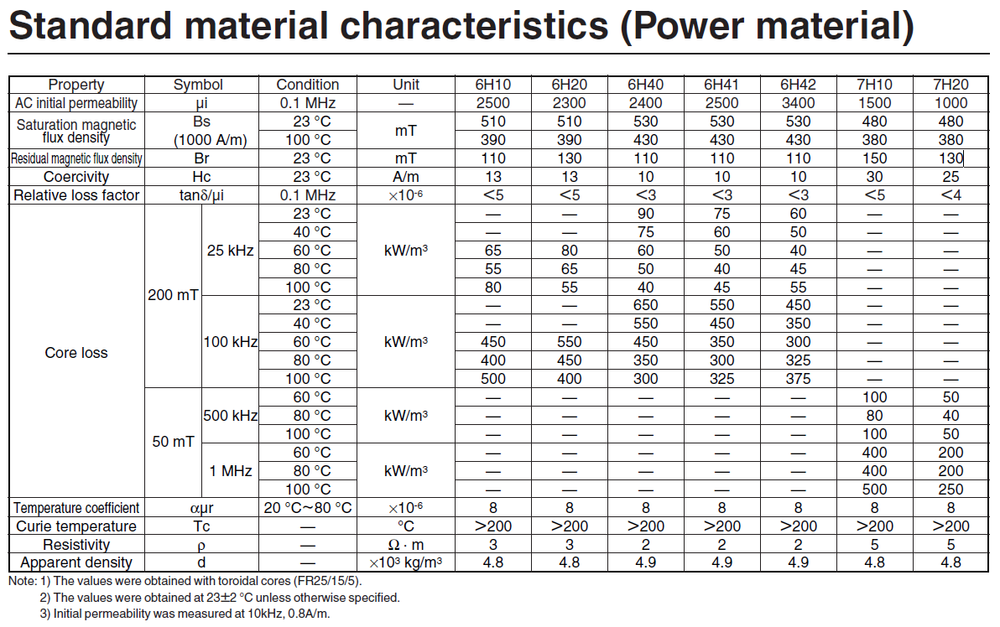 Standard material characteristics (Power material)
Property Symbol Condition Unit 6H10 6H20 6H40 6H41 6H42 7H10 7H20
AC initial permeability μi 0.1 MHz — 2500 2300 2400 2500 3400 1500 1000
Saturation magnetic flux density Bs (1000 A/m) 23 °C mT 510 510 530 530 530 480 480
100 °C 390 390 430 430 430 380 380
Residual magnetic flux density Br 23 °C mT 110 130 110 110 110 150 130
Coercivity Hc 23 °C A/m 13 13 10 10 10 30 25
Relative loss factor tanδ/μi 0.1 MHz ×10-6 <5 <5 <3 <3 <3 <5 <4
Core loss 200 mT 25 kHz 23 °C kW/m3 — — 90 75 60 — —
40 °C — — 75 60 50 — —
60 °C 65 80 60 50 40 — —
80 °C 55 65 50 40 45 — —
100 °C 80 55 40 45 55 — —
100 kHz 23 °C kW/m3 — — 650 550 450 — —
40 °C — — 550 450 350 — —
60 °C 450 550 450 350 300 — —
80 °C 400 450 350 300 325 — —
100 °C 500 400 300 325 375 — —
50 mT 500 kHz 60 °C kW/m3 — — — — — 100 50
80 °C — — — — — 80 40
100 °C — — — — — 100 50
1 MHz 60 °C kW/m3 — — — — — 400 200
80 °C — — — — — 400 200
100 °C — — — — — 500 250
Temperature coefficient αμr 20 °C~80 °C ×10-6 8 8 8 8 8 8 8
Curie temperature Tc — °C >200 >200 >200 >200 >200 >200 >200
Resistivity ρ — Ω · m 3 3 2 2 2 5 5
Apparent density d — ×103 kg/m3 4.8 4.8 4.9 4.9 4.9 4.8 4.8
Note: 1) The values were obtained with toroidal cores (FR25/15/5).
2) The values were obtained at 23±2 °C unless otherwise specified.
3) Initial permeability was measured at 10kHz, 0.8A/m.